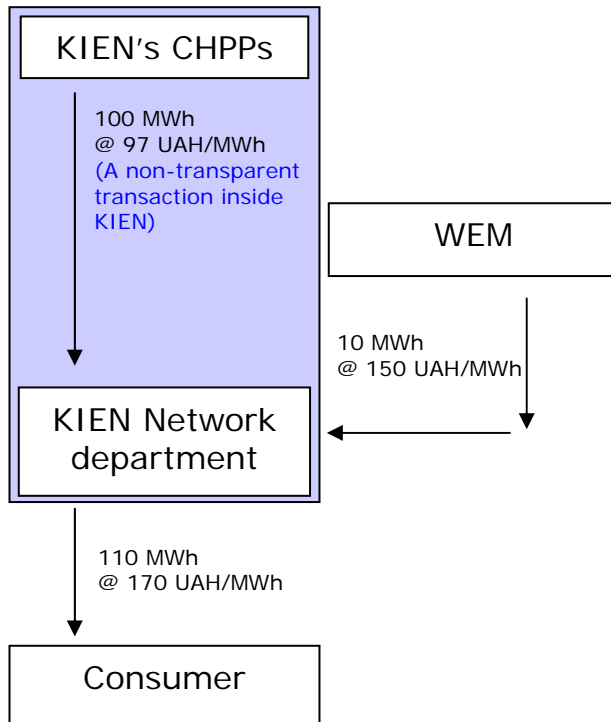 KIEN's CHPPs
100 MWh
@ 97 UAH/MWh
(A non-transparent
transaction inside
KIEN)
WEM
10 MWh
@ 150 UAH/MWh
KIEN Network
department
110 MWh
@ 170 UAH/MWh
Consumer